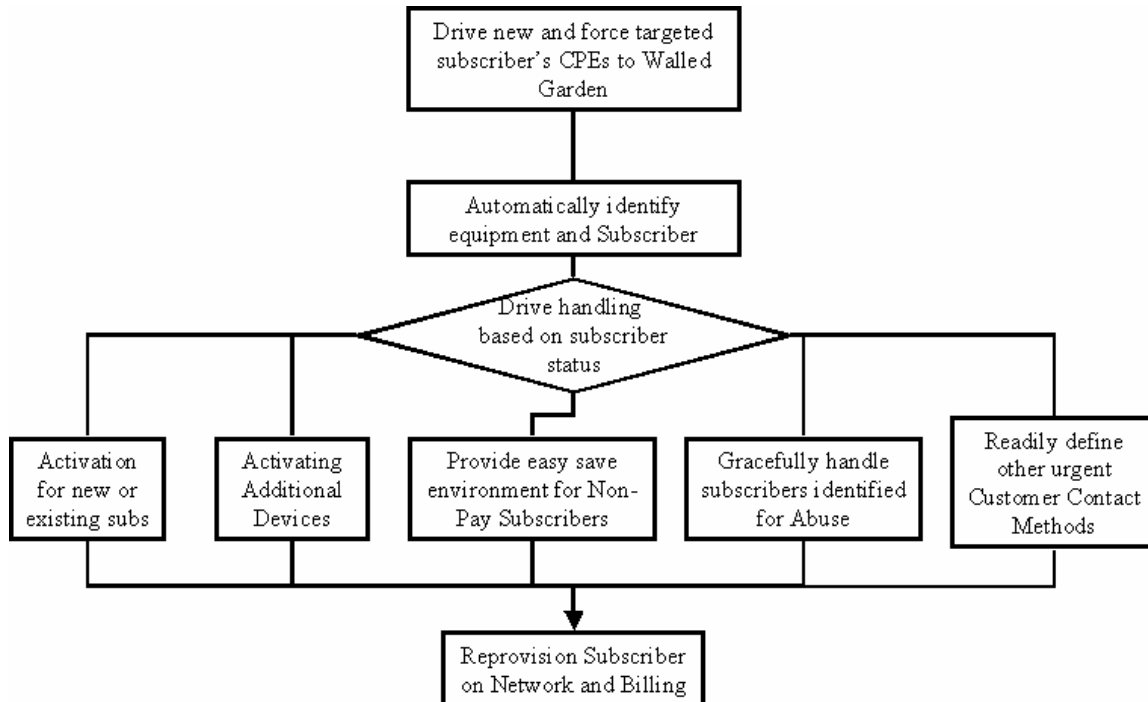 Drive new and force targeted
subscriber's CPEs to Walled
Garden
Automatically identify
equipment and Subscriber
Drive handling
based on subscriber
status
Activation
for new or
existing subs
Activating
Additional
Devices
Provide easy save
environment for Non-
Pay Subscribers
Gracefully handle
subscribers identified
for Abuse
Readily define
other urgent
Customer Contact
Methods
Reprovision Subscriber
on Network and Billing